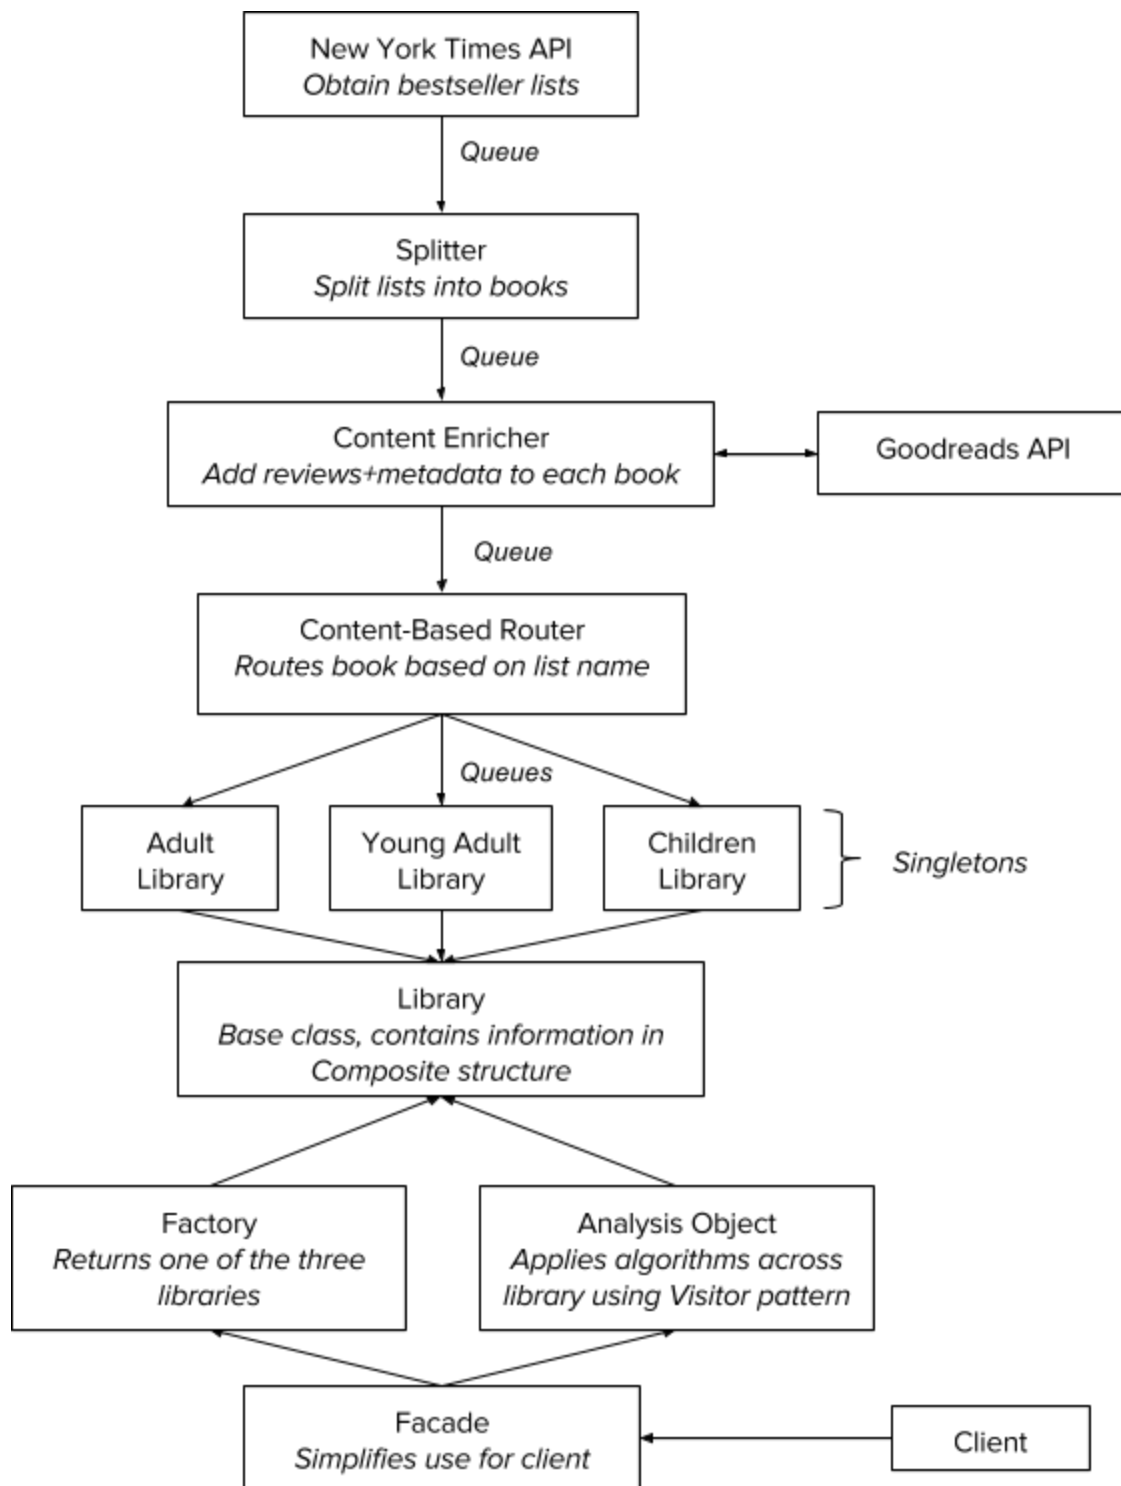 New York Times API
Obtain bestseller lists
Queue
Splitter
Split lists into books
Queue
Content Enricher
Add reviews+metadata to each book
Goodreads API
Queue
Content-Based Router
Routes book based on list name
Queues
Adult
Library
Young Adult
Library
Children
Library
Singletons
Library
Base class, contains information in
Composite structure
Factory
Returns one of the three
libraries
Analysis Object
Applies algorithms across
library using Visitor pattern
Facade
Simplifies use for client
Client